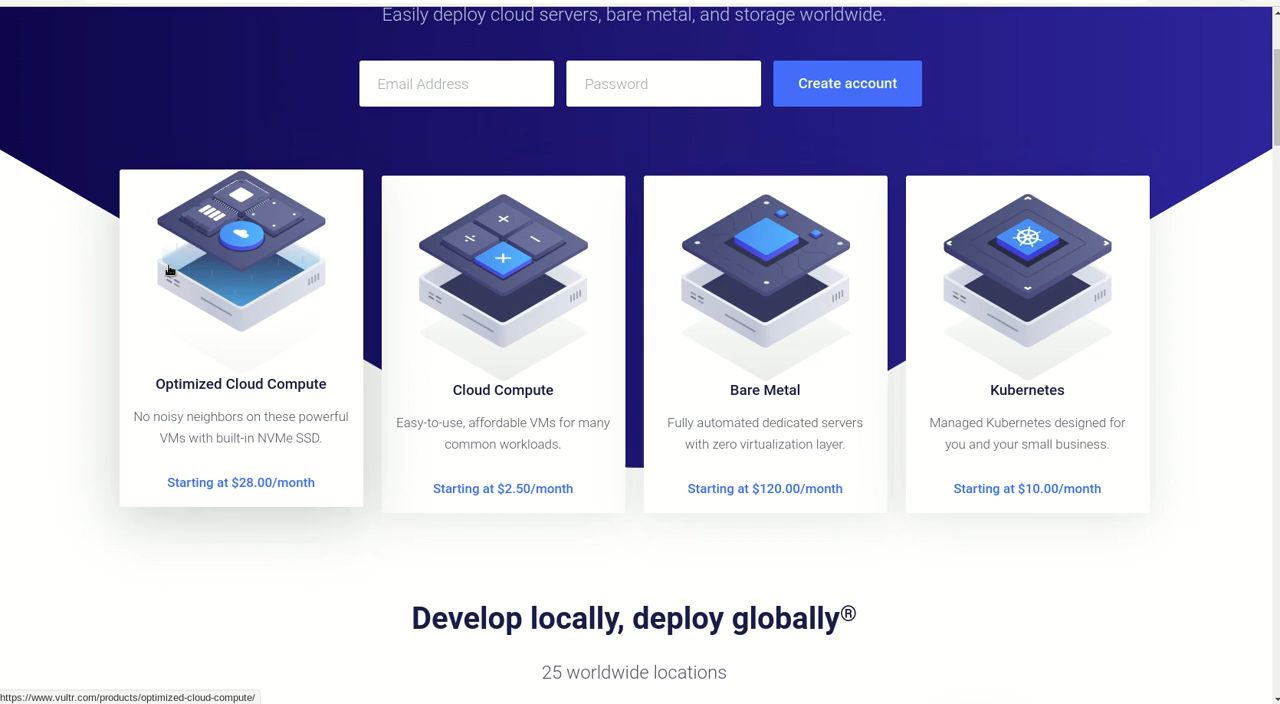 Easily deploy cloud servers, bare metal, and storage worldwide.
Email Address
Password
Create account
Optimized Cloud Compute
No noisy neighbors on these powerful
VMs with built-in NVMe SSD.
Starting at $28.00/month
Cloud Compute
Easy-to-use, affordable VMs for many
common workloads.
Starting at $2.50/month
Bare Metal
Fully automated dedicated servers
with zero virtualization layer.
Starting at $120.00/month
Kubernetes
Managed Kubernetes designed for
you and your small business.
Starting at $10.00/month
Develop locally, deploy globally®
25 worldwide locations
https://www.vultr.com/products/optimized-cloud-compute/